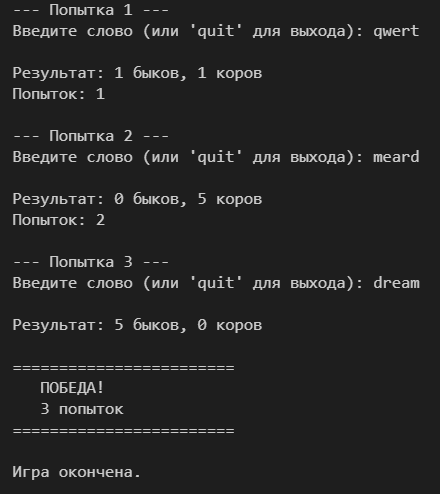 --- Попытка 1 ---
Введите слово (или 'quit' для выхода): qwert
Результат: 1 быков, 1 коров
Попыток: 1
--- Попытка 2 ---
Введите слово (или 'quit' для выхода): meard
Результат: 0 быков, 5 коров
Попыток: 2
--- Попытка 3 ---
Введите слово (или 'quit' для выхода): dream
Результат: 5 быков, 0 коров
========================
ПОБЕДА!
3 попыток
========================
Игра окончена.